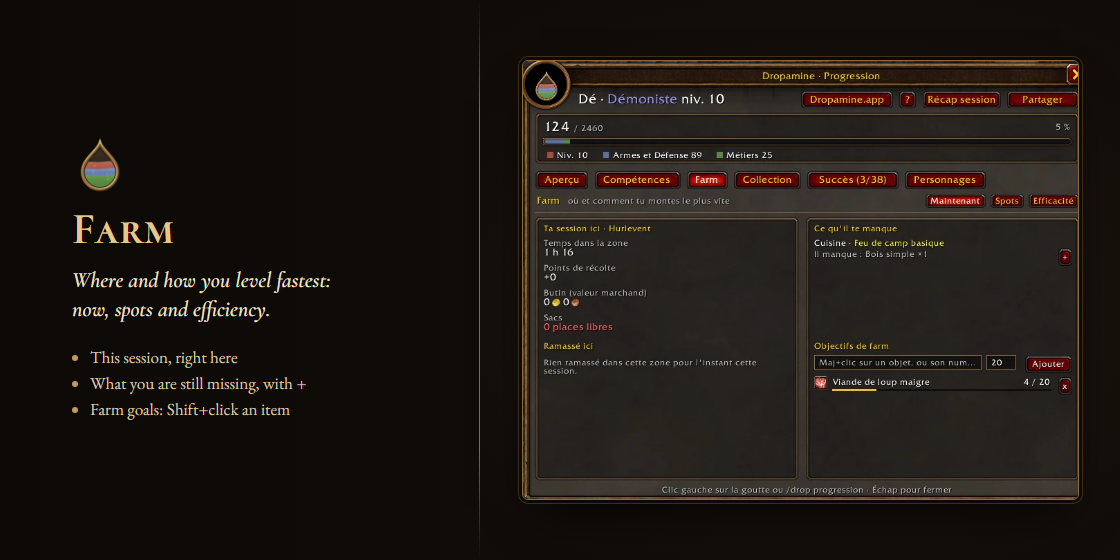 Farm
Where and how you level fastest:
now, spots and efficiency.
• This session, right here
• What you are still missing, with +
• Farm goals: Shift+click an item
Dopamine · Progression
X
Dé · Démoniste niv. 10
Dopamine.app
?
Récap session
Partager
124 / 2460
5 %
Niv. 10
Armes et Défense 89
Métiers 25
Aperçu
Compétences
Farm
Collection
Succès (3/38)
Personnages
Farm où et comment tu montes le plus vite
Maintenant
Spots
Efficacité
Ta session ici · Hurlevent
Temps dans la zone
1 h 16
Points de récolte
+0
Butin (valeur marchand)
0 0
Sacs
0 places libres
Ramassé ici
Rien ramassé dans cette zone pour l'instant cette
session.
Ce qu'il te manque
Cuisine · Feu de camp basique
Il manque : Bois simple ×1
+
Objectifs de farm
Maj+clic sur un objet, ou son num...
20
Ajouter
Viande de loup maigre
4 / 20
x
Clic gauche sur la goutte ou /drop progression · Échap pour fermer